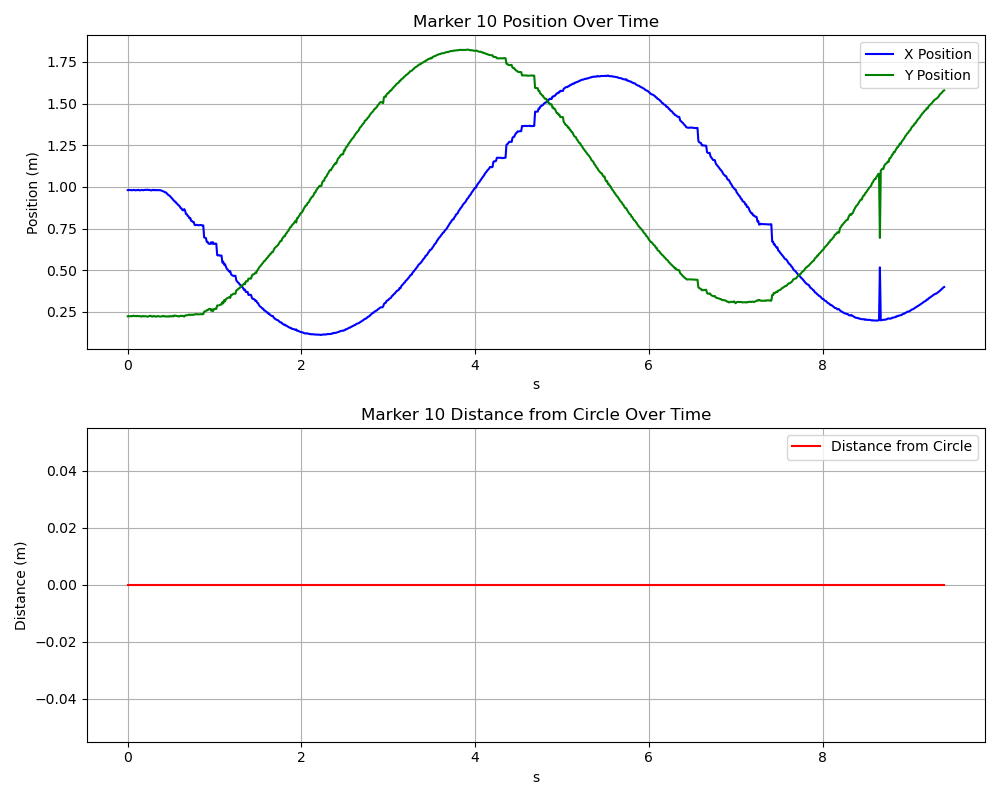 Marker 10 Position Over Time
X Position
Y Position
1.75
1.50
1.25
1.00
0.75
0.50
0.25
Position (m)
0 2 4 6 8
s
Marker 10 Distance from Circle Over Time
Distance from Circle
0.04
0.02
0.00
−0.02
−0.04
Distance (m)
0 2 4 6 8
s